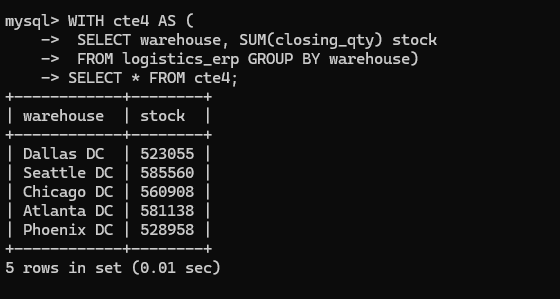 mysql> WITH cte4 AS (
    ->  SELECT warehouse, SUM(closing_qty) stock
    ->  FROM logistics_erp GROUP BY warehouse)
    -> SELECT * FROM cte4;
+------------+--------+
| warehouse  | stock  |
+------------+--------+
| Dallas DC  | 523055 |
| Seattle DC | 585560 |
| Chicago DC | 560908 |
| Atlanta DC | 581138 |
| Phoenix DC | 528958 |
+------------+--------+
5 rows in set (0.01 sec)